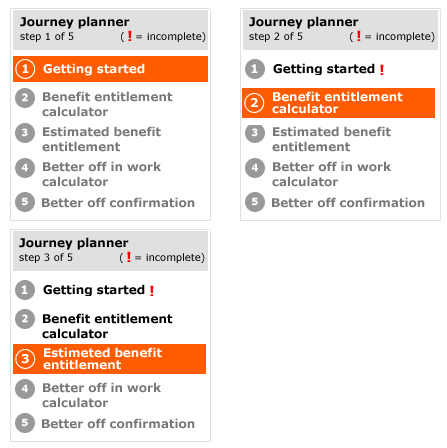 Journey planner
step 1 of 5 ( ! = incomplete)
1 Getting started
2 Benefit entitlement
calculator
3 Estimated benefit
entitlement
4 Better off in work
calculator
5 Better off confirmation
Journey planner
step 2 of 5 ( ! = incomplete)
1 Getting started !
2 Benefit entitlement
calculator
3 Estimated benefit
entitlement
4 Better off in work
calculator
5 Better off confirmation
Journey planner
step 3 of 5 ( ! = incomplete)
1 Getting started !
2 Benefit entitlement
calculator
3 Estimeted benefit
entitlement
4 Better off in work
calculator
5 Better off confirmation